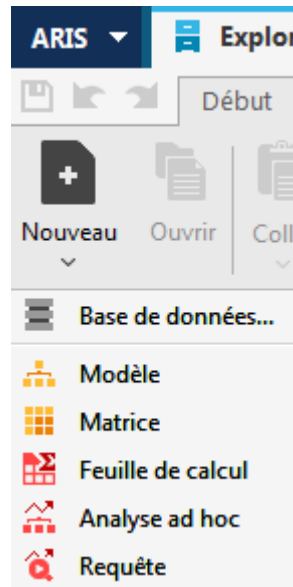 ARIS Explor
Début
Nouveau Ouvrir Coll
Base de données...
Modèle
Matrice
Feuille de calcul
Analyse ad hoc
Requête